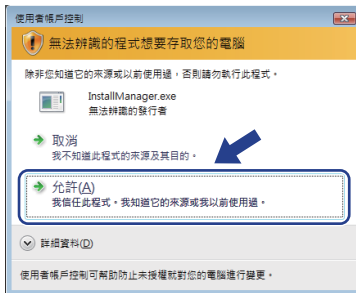 使用者帳戶控制
無法辨識的程式想要存取您的電腦
除非您知道它的來源或以前使用過，否則請勿執行此程式。
InstallManager.exe
無法辨識的發行者
取消
我不知道此程式的來源及其目的。
允許(A)
我信任此程式。我知道它的來源或我以前使用過。
詳細資料(D)
使用者帳戶控制可幫助防止未授權就對您的電腦進行變更。